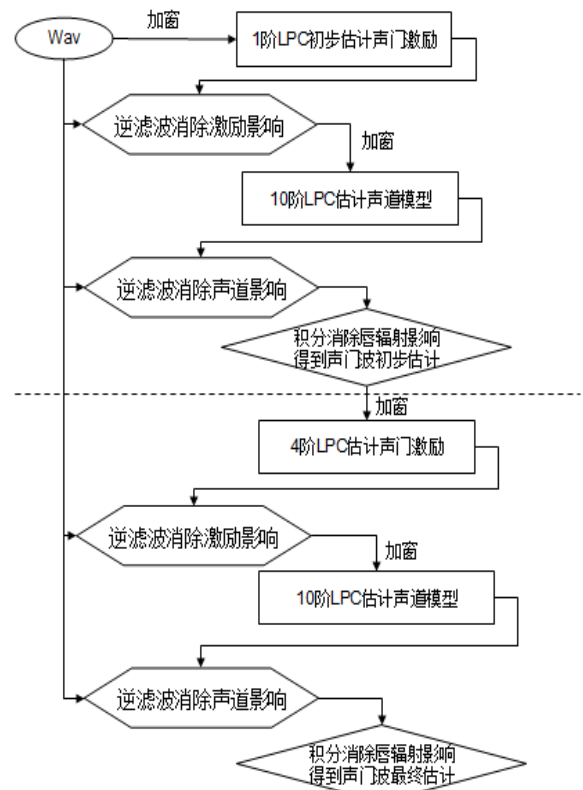 Wav
加窗
1阶LPC初步估计声门激励
逆滤波消除激励影响
加窗
10阶LPC估计声道模型
逆滤波消除声道影响
积分消除唇辐射影响
得到声门波初步估计
加窗
4阶LPC估计声门激励
逆滤波消除激励影响
加窗
10阶LPC估计声道模型
逆滤波消除声道影响
积分消除唇辐射影响
得到声门波最终估计